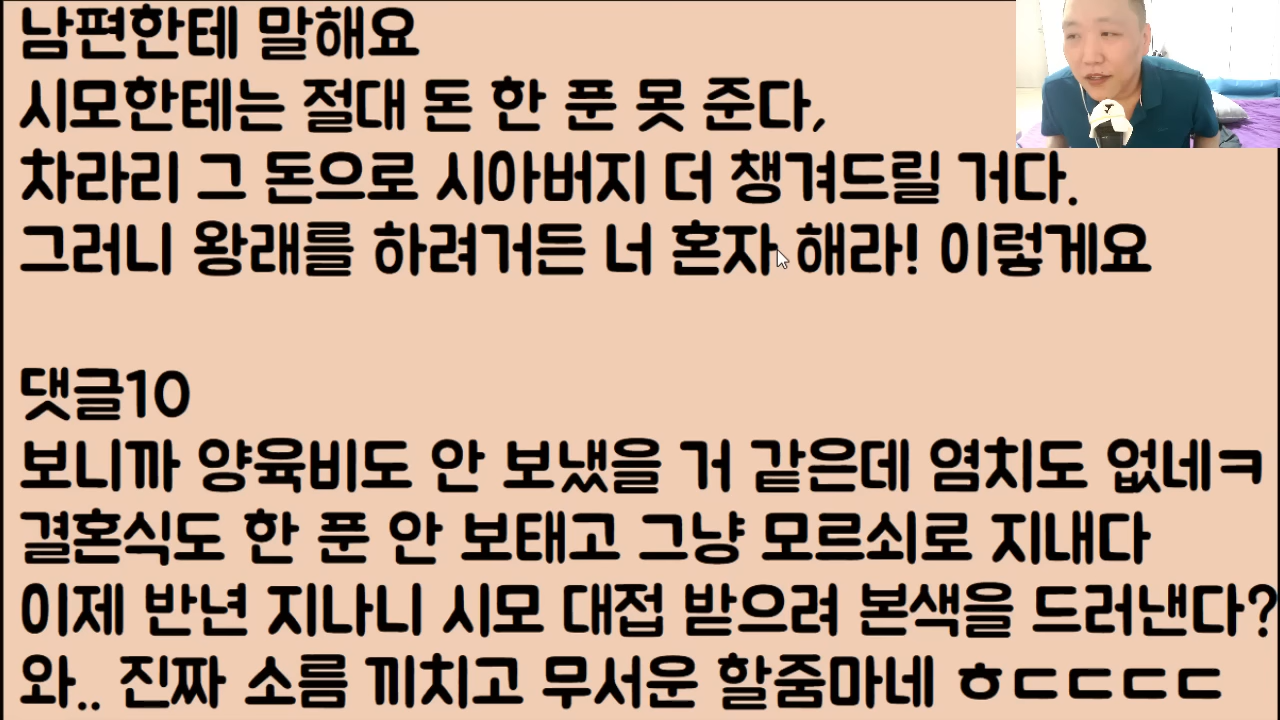 남편한테 말해요
시모한테는 절대 돈 한 푼 못 준다,
차라리 그 돈으로 시아버지 더 챙겨드릴 거다.
그러니 왕래를 하려거든 너 혼자 해라! 이렇게요
댓글10
보니까 양육비도 안 보냈을 거 같은데 염치도 없네ㅋ
결혼식도 한 푼 안 보태고 그냥 모르쇠로 지내다
이제 반년 지나니 시모 대접 받으려 본색을 드러낸다?
와.. 진짜 소름 끼치고 무서운 할줌마네 ㅎㄷㄷㄷㄷ